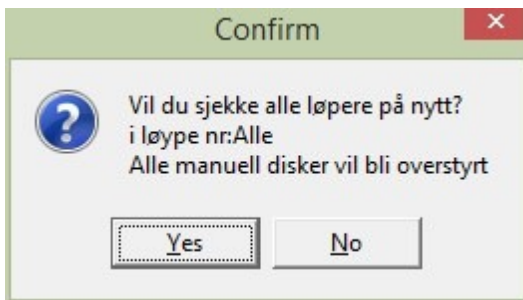 Confirm
Vil du sjekke alle løpere på nytt?
i løype nr:Alle
Alle manuell disker vil bli overstyrt
Yes
No